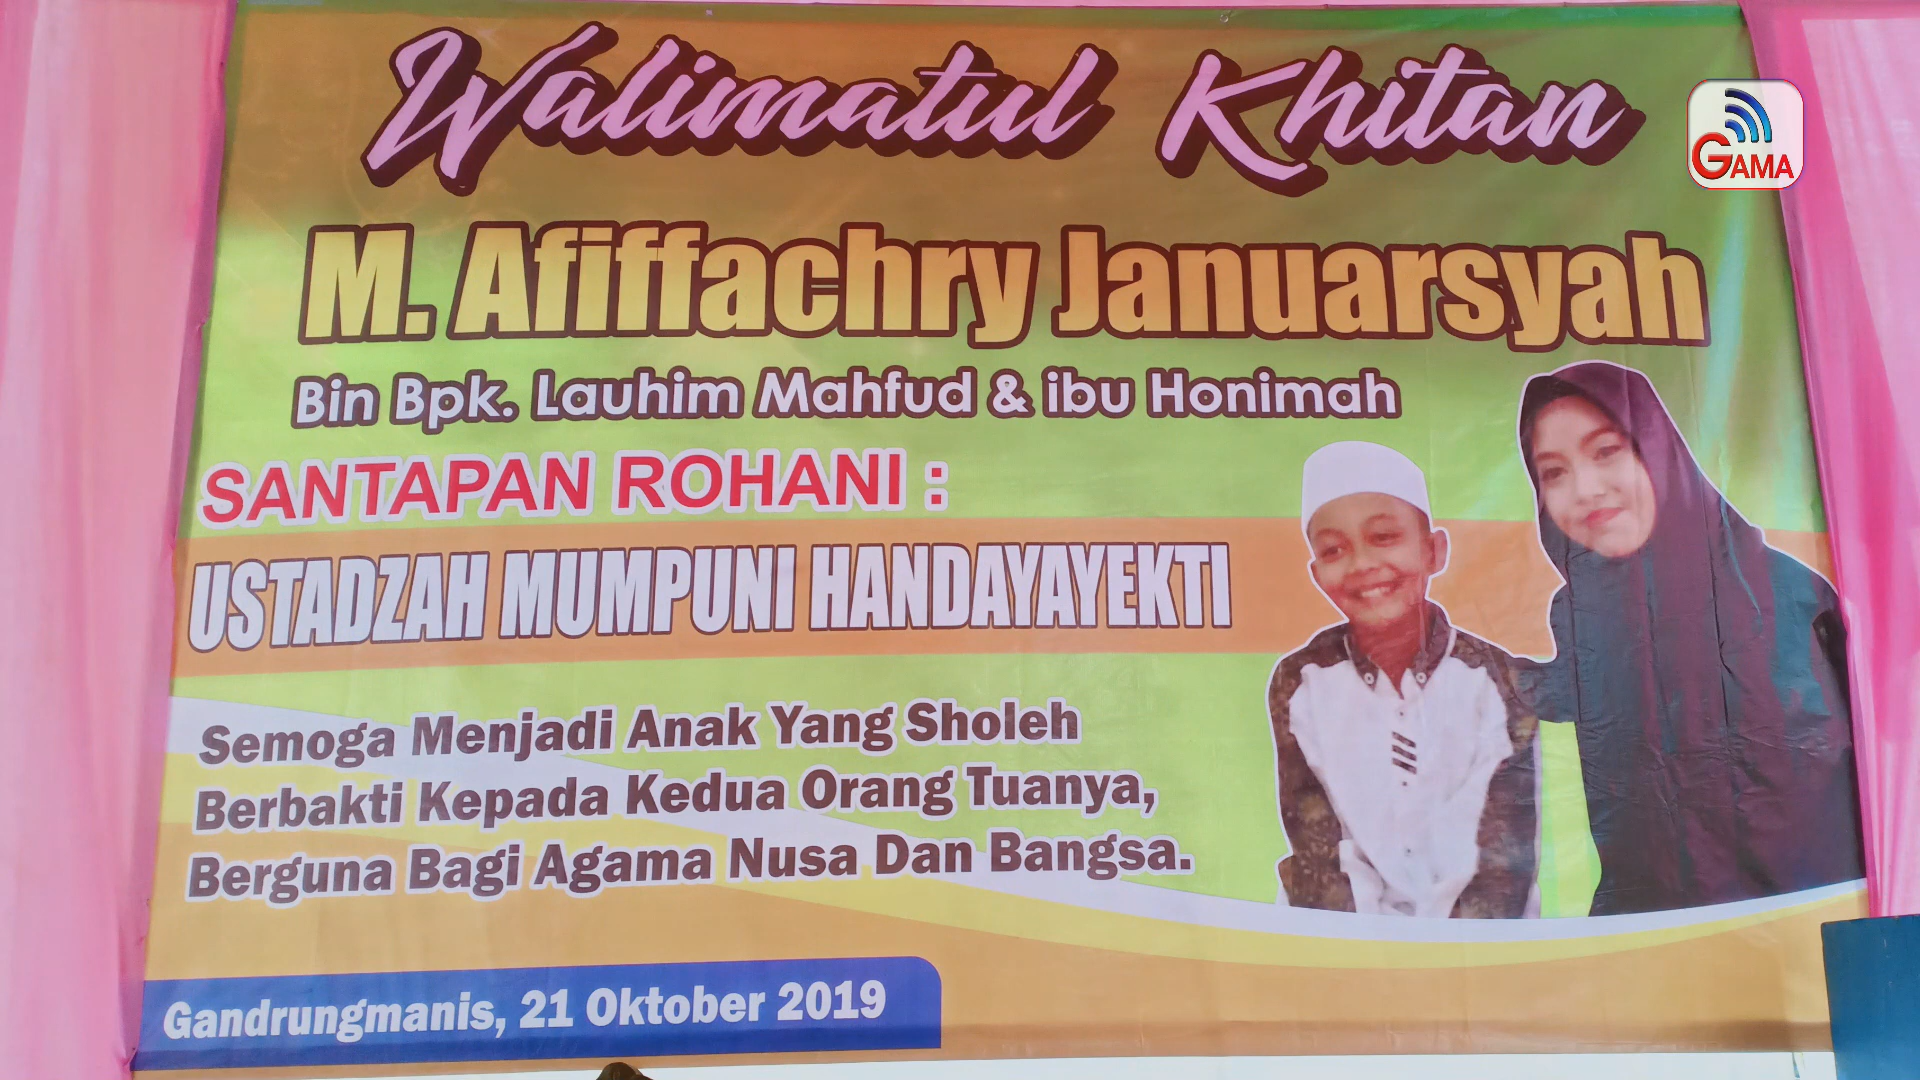 Walimatul Khitan
GAMA
M. Afiffachry Januarsyah
Bin Bpk. Lauhim Mahfud & ibu Honimah
SANTAPAN ROHANI :
USTADZAH MUMPUNI HANDAYAYEKTI
Semoga Menjadi Anak Yang Sholeh
Berbakti Kepada Kedua Orang Tuanya,
Berguna Bagi Agama Nusa Dan Bangsa.
Gandrungmanis, 21 Oktober 2019